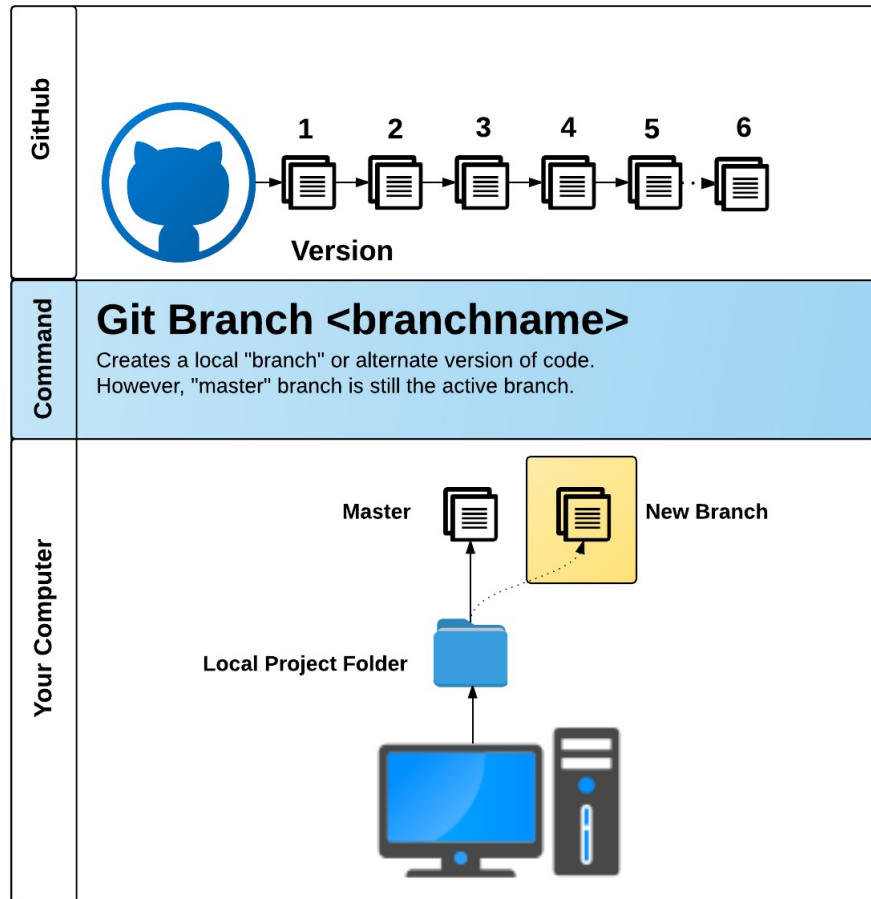 GitHub
1 2 3 4 5 6
Version
Command
Git Branch <branchname>
Creates a local "branch" or alternate version of code.
However, "master" branch is still the active branch.
Your Computer
Master
New Branch
Local Project Folder